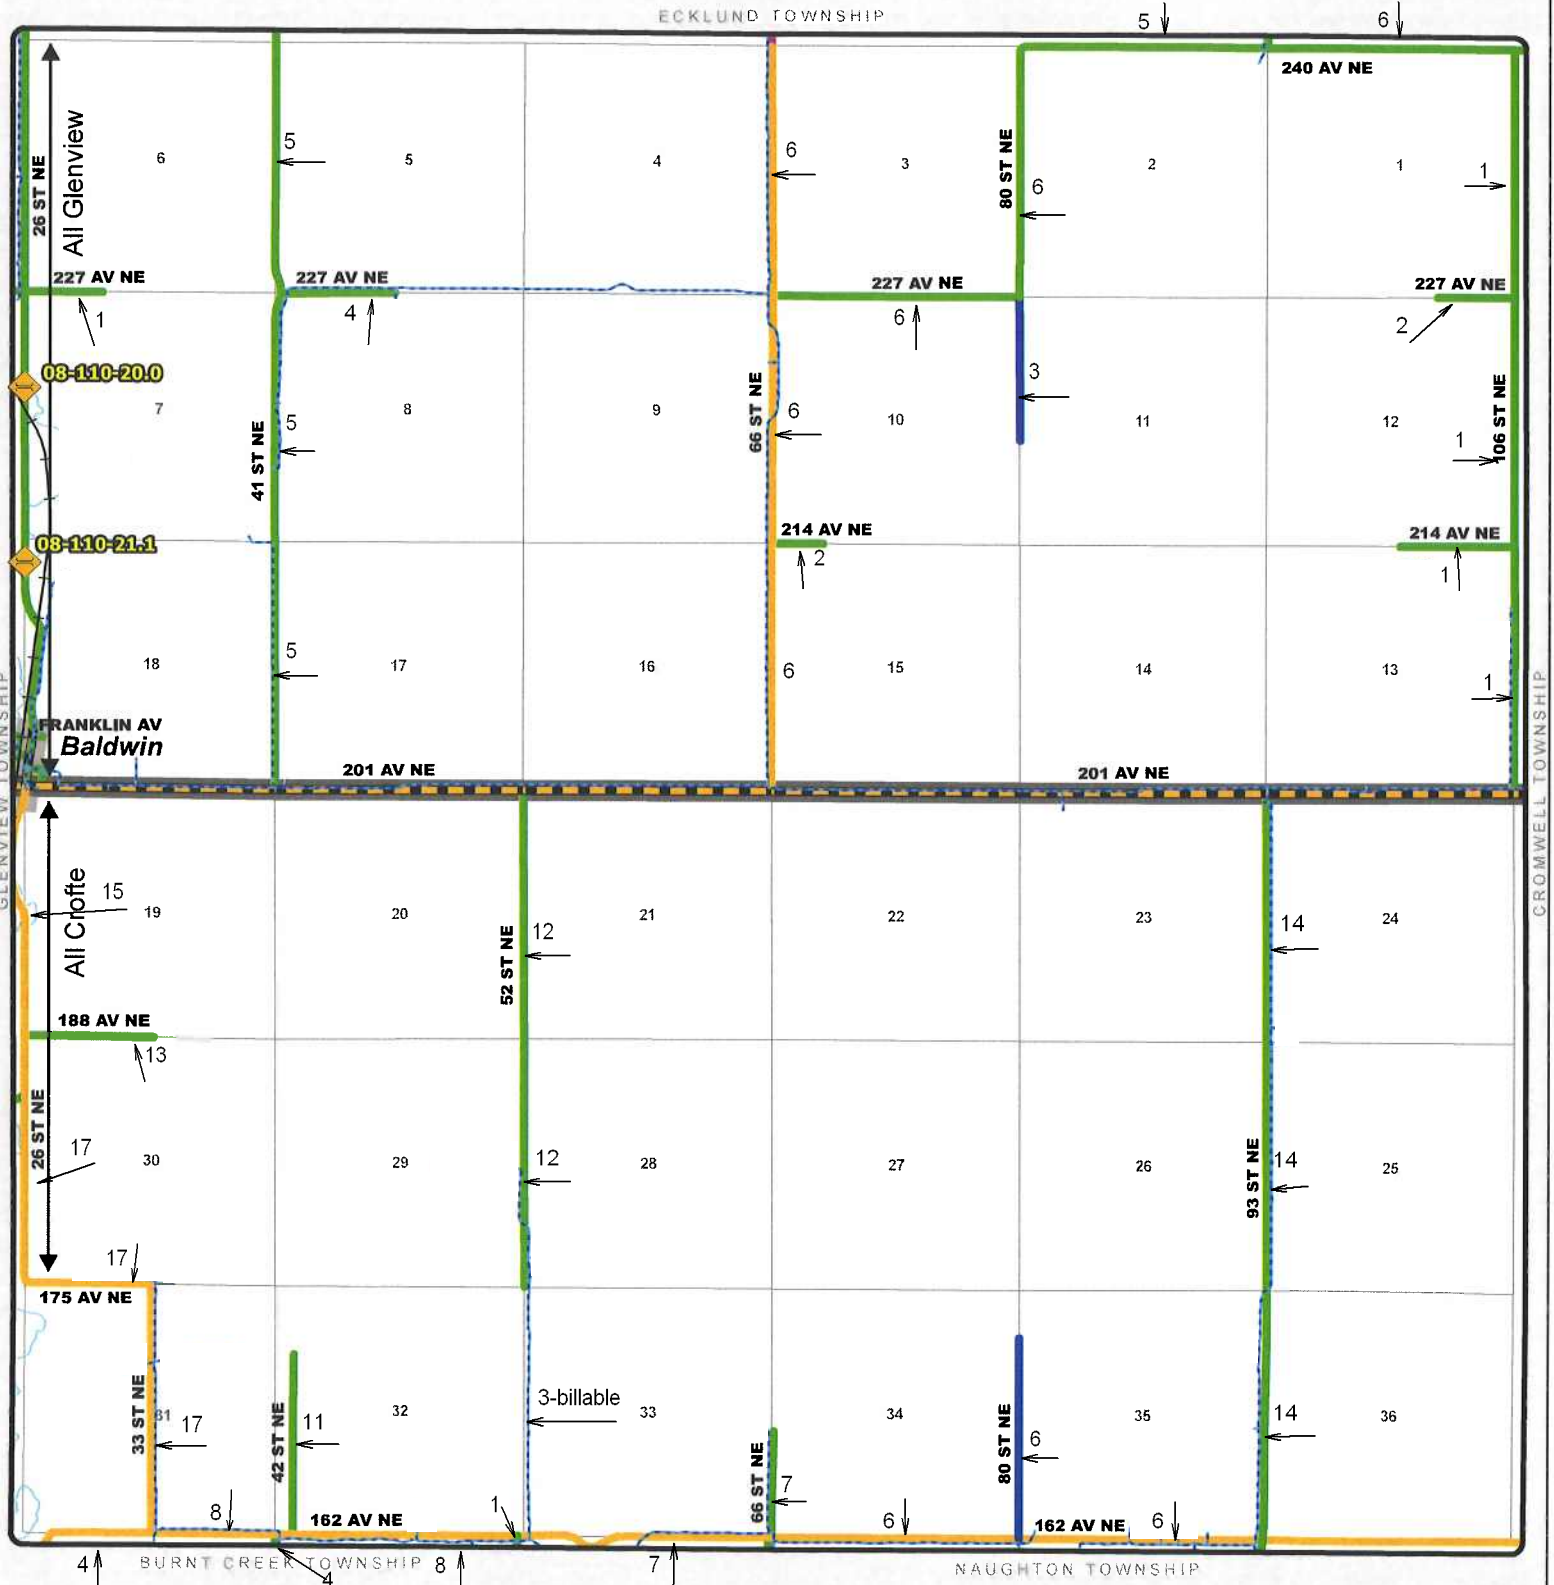 ECKLUND TOWNSHIP
5
6
240 AV NE
26 ST NE
All Glenview
6
5
5
4
6
3
80 ST NE
6
2
1
1
227 AV NE
1
227 AV NE
4
227 AV NE
6
227 AV NE
2
08-110-20.0
7
41 ST NE
5
8
9
66 ST NE
6
10
3
11
12
1
106 ST NE
08-110-21.1
214 AV NE
2
214 AV NE
1
18
5
17
16
6
15
14
13
1
GLENVIEW TOWNSHIP
CROMWELL TOWNSHIP
FRANKLIN AV
Baldwin
201 AV NE
201 AV NE
All Crofte
15
19
20
52 ST NE
12
21
22
23
14
24
188 AV NE
13
26 ST NE
17
30
29
12
28
27
26
93 ST NE
14
25
17
175 AV NE
33 ST NE
31
17
42 ST NE
11
32
3-billable
33
66 ST NE
7
34
80 ST NE
6
35
14
36
8
162 AV NE
1
6
162 AV NE
6
4
BURNT CREEK TOWNSHIP
4
8
7
NAUGHTON TOWNSHIP